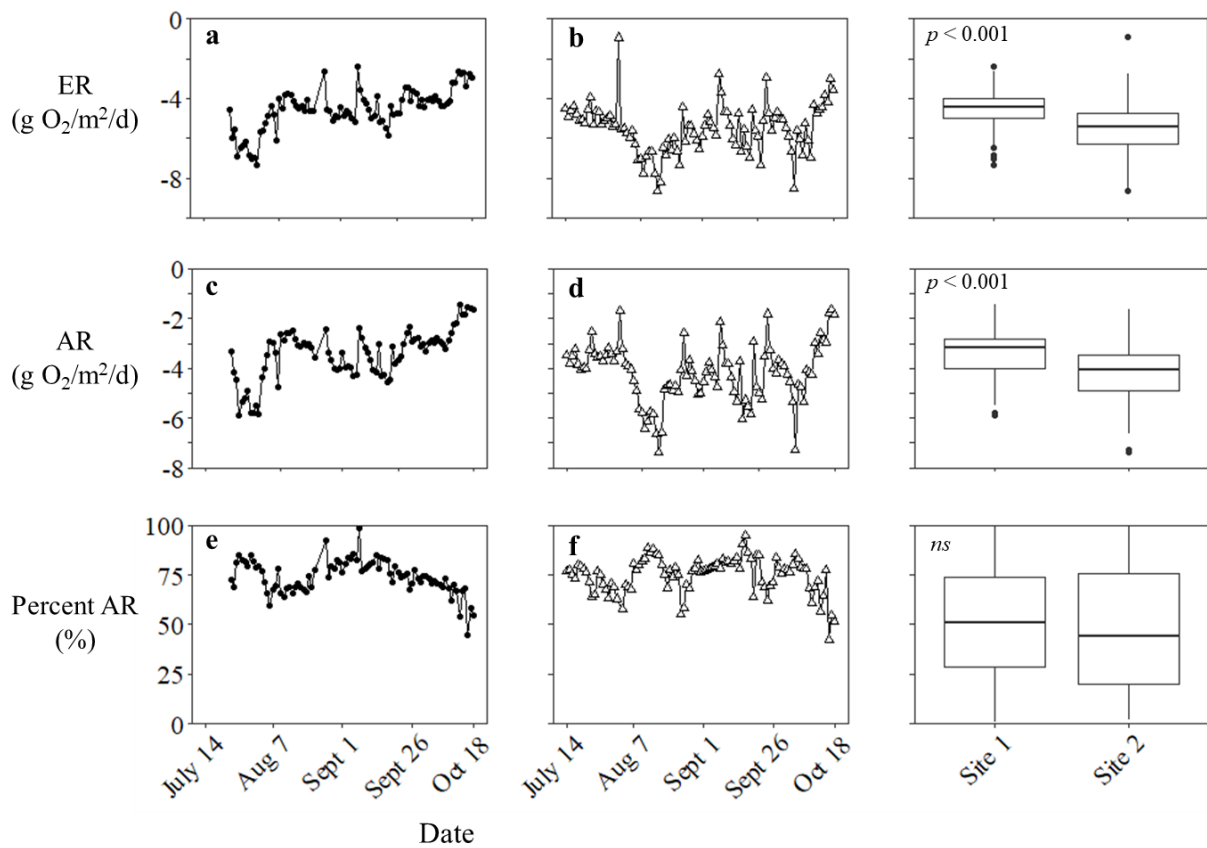 0
-4
-8
ER
(g O₂/m²/d)
a
b
p < 0.001
0
-2
-4
-6
-8
AR
(g O₂/m²/d)
c
d
p < 0.001
100
75
50
25
0
Percent AR
(%)
e
f
ns
July 14
Aug 7
Sept 1
Sept 26
Oct 18
July 14
Aug 7
Sept 1
Sept 26
Oct 18
Site 1
Site 2
Date